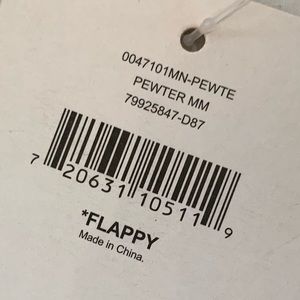 0047101MN-PEWTE
PEWTER MM
79925847-D87
7 20631 10511 9
*FLAPPY
Made in China.